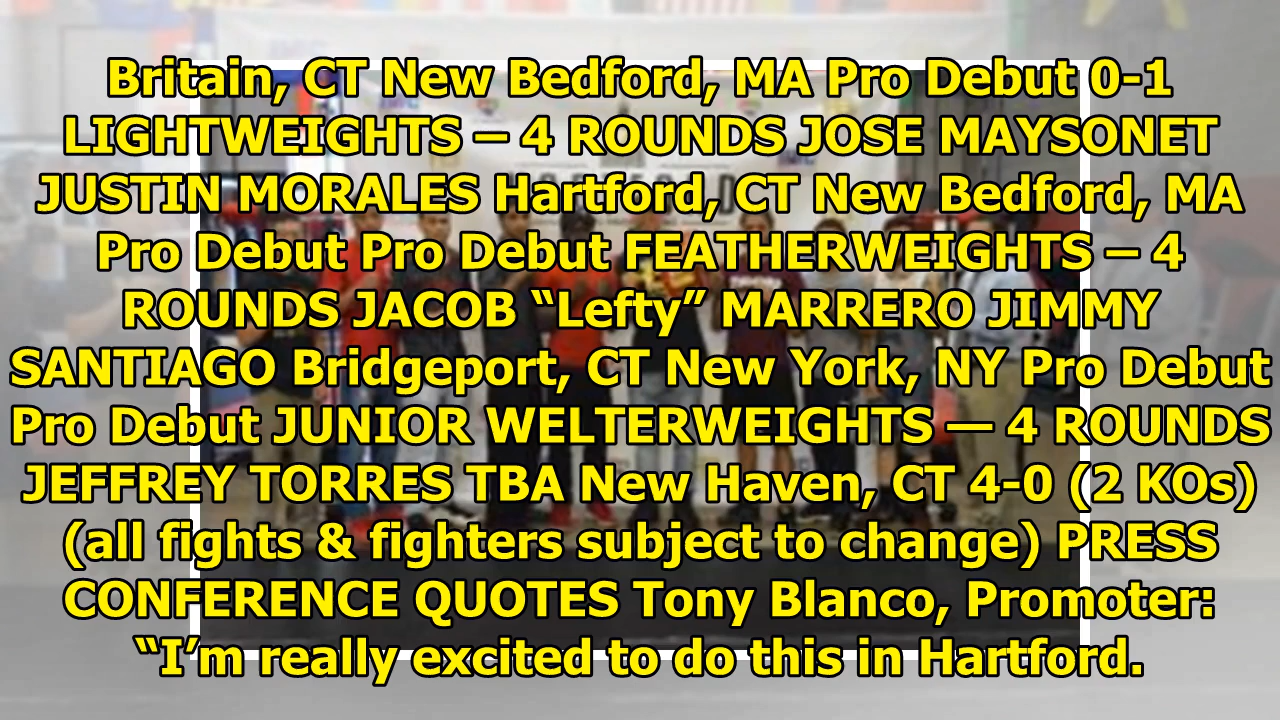 Britain, CT New Bedford, MA Pro Debut 0-1
LIGHTWEIGHTS – 4 ROUNDS JOSE MAYSONET
JUSTIN MORALES Hartford, CT New Bedford, MA
Pro Debut Pro Debut FEATHERWEIGHTS – 4
ROUNDS JACOB “Lefty” MARRERO JIMMY
SANTIAGO Bridgeport, CT New York, NY Pro Debut
Pro Debut JUNIOR WELTERWEIGHTS — 4 ROUNDS
JEFFREY TORRES TBA New Haven, CT 4-0 (2 KOs)
(all fights & fighters subject to change) PRESS
CONFERENCE QUOTES Tony Blanco, Promoter:
“I’m really excited to do this in Hartford.